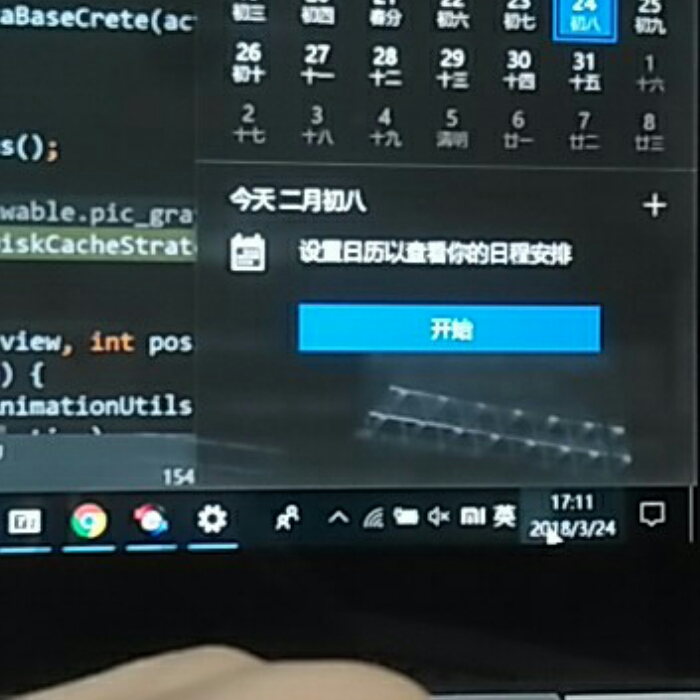 aBaseCrete(ac
24 25
初三 初四 春分 初六 初七 初八 初九
26 27 28 29 30 31 1
初十 十一 十二 十三 十四 十五 十六
2 3 4 5 6 7 8
十七 十八 十九 清明 廿一 廿二 廿三
s();
今天 二月初八 +
wable.pic_gra
iskCacheStrat
设置日历以查看你的日程安排
开始
view, int pos
) {
nimationUtils
154
英 17:11
2018/3/24